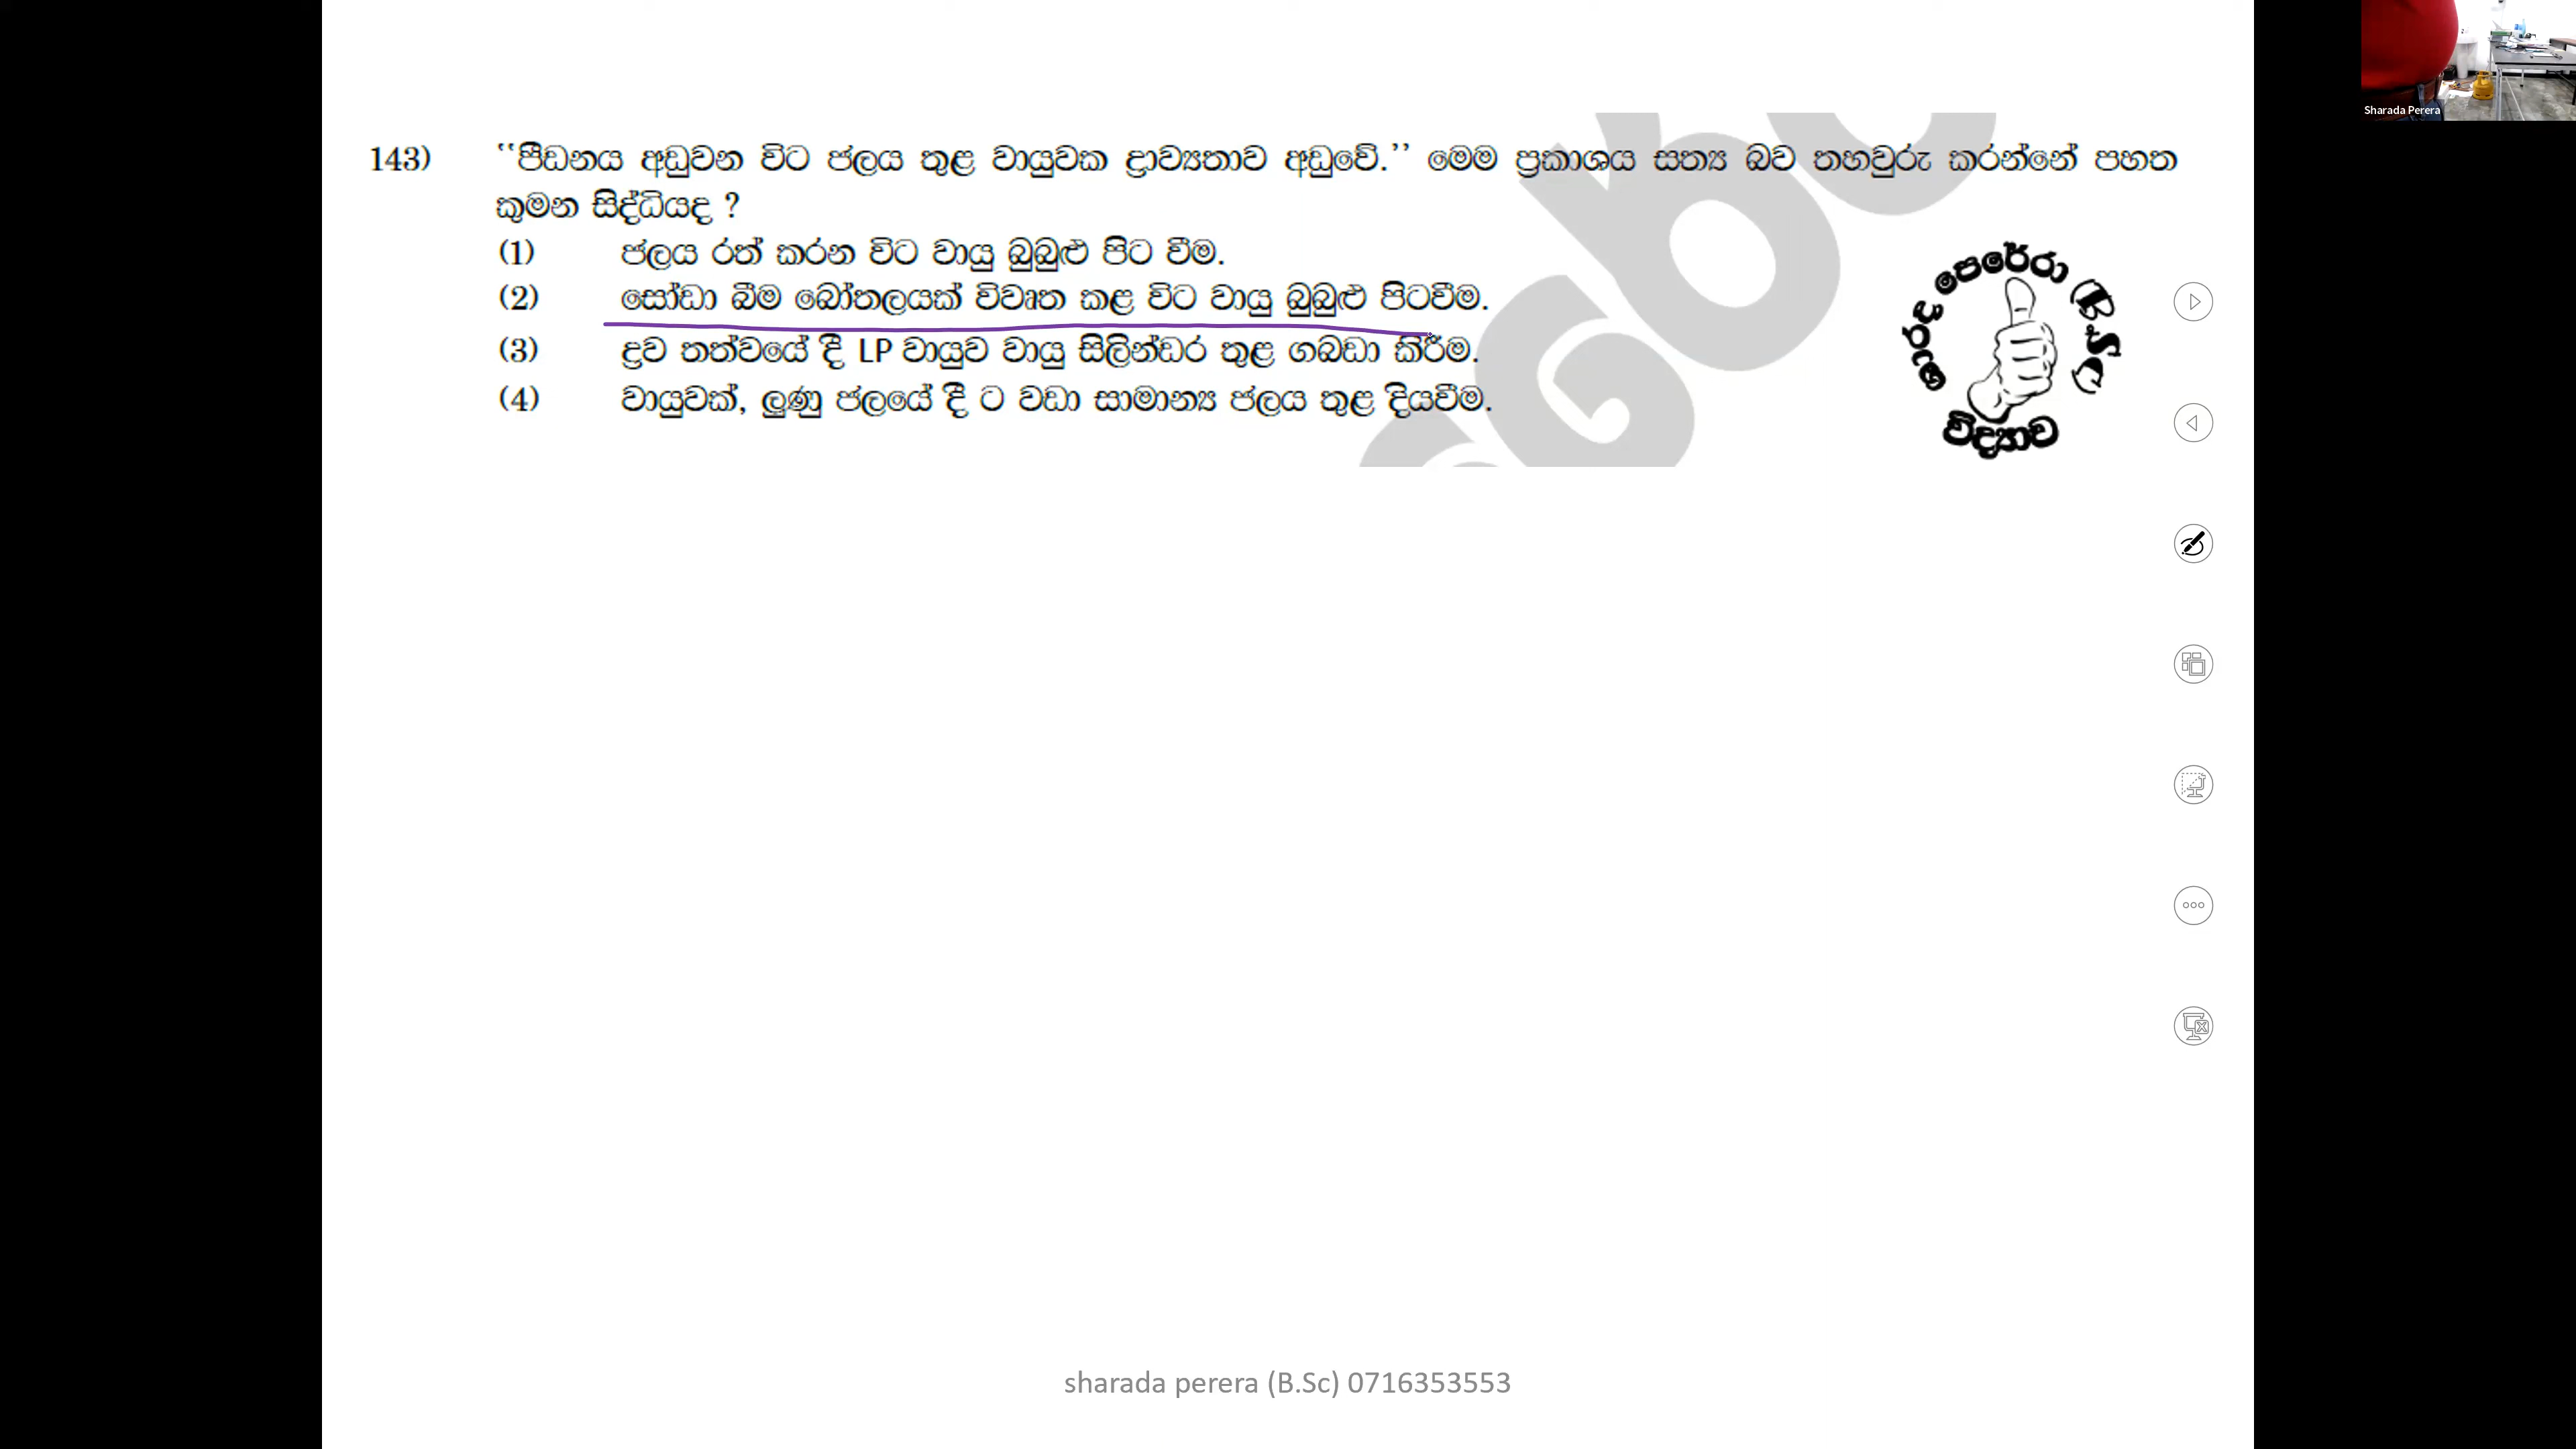 Sharada Perera
143) “පීඩනය අඩුවන විට ජලය තුළ වායුවක ද්‍රාව්‍යතාව අඩුවේ.” මෙම ප්‍රකාශය සත්‍ය බව තහවුරු කරන්නේ පහත
කුමන සිද්ධියද ?
(1) ජලය රත් කරන විට වායු බුබුළු පිට වීම.
(2) සෝඩා බීම බෝතලයක් විවෘත කළ විට වායු බුබුළු පිටවීම.
(3) ද්‍රව තත්වයේ දී LP වායුව වායු සිලින්ඩර තුළ ගබඩා කිරීම.
(4) වායුවක්, ලුණු ජලයේ දී ට වඩා සාමාන්‍ය ජලය තුළ දියවීම.
ශාරද පෙරේරා (B.Sc)
විද්‍යාව
sharada perera (B.Sc) 0716353553